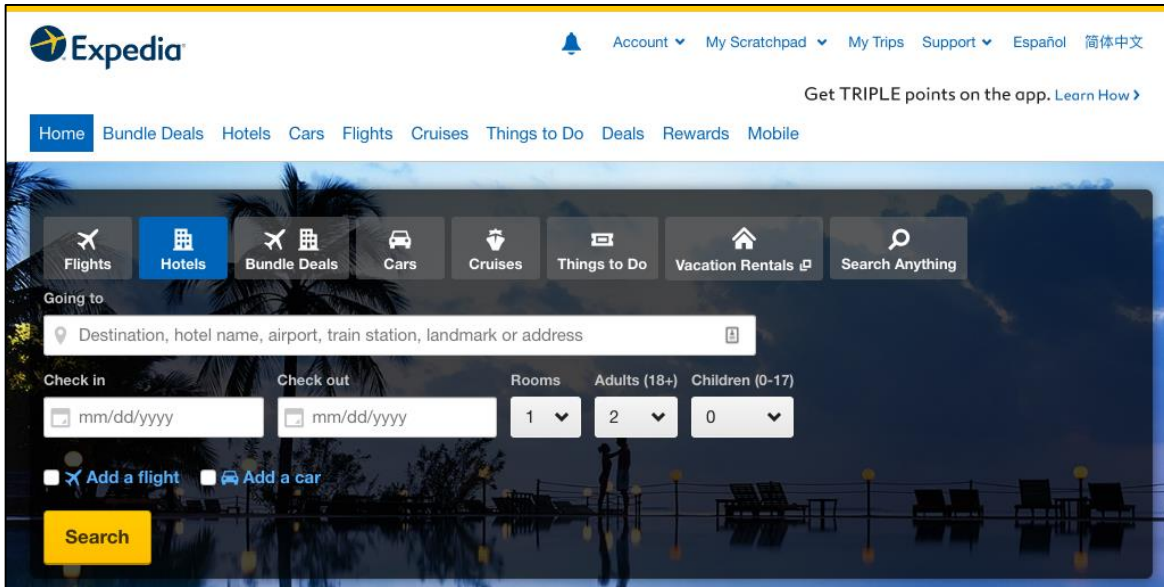 Expedia
Account My Scratchpad My Trips Support Español 简体中文
Get TRIPLE points on the app. Learn How
Home Bundle Deals Hotels Cars Flights Cruises Things to Do Deals Rewards Mobile
Flights Hotels Bundle Deals Cars Cruises Things to Do Vacation Rentals Search Anything
Going to
Destination, hotel name, airport, train station, landmark or address
Check in Check out Rooms Adults (18+) Children (0-17)
mm/dd/yyyy mm/dd/yyyy 1 2 0
Add a flight Add a car
Search